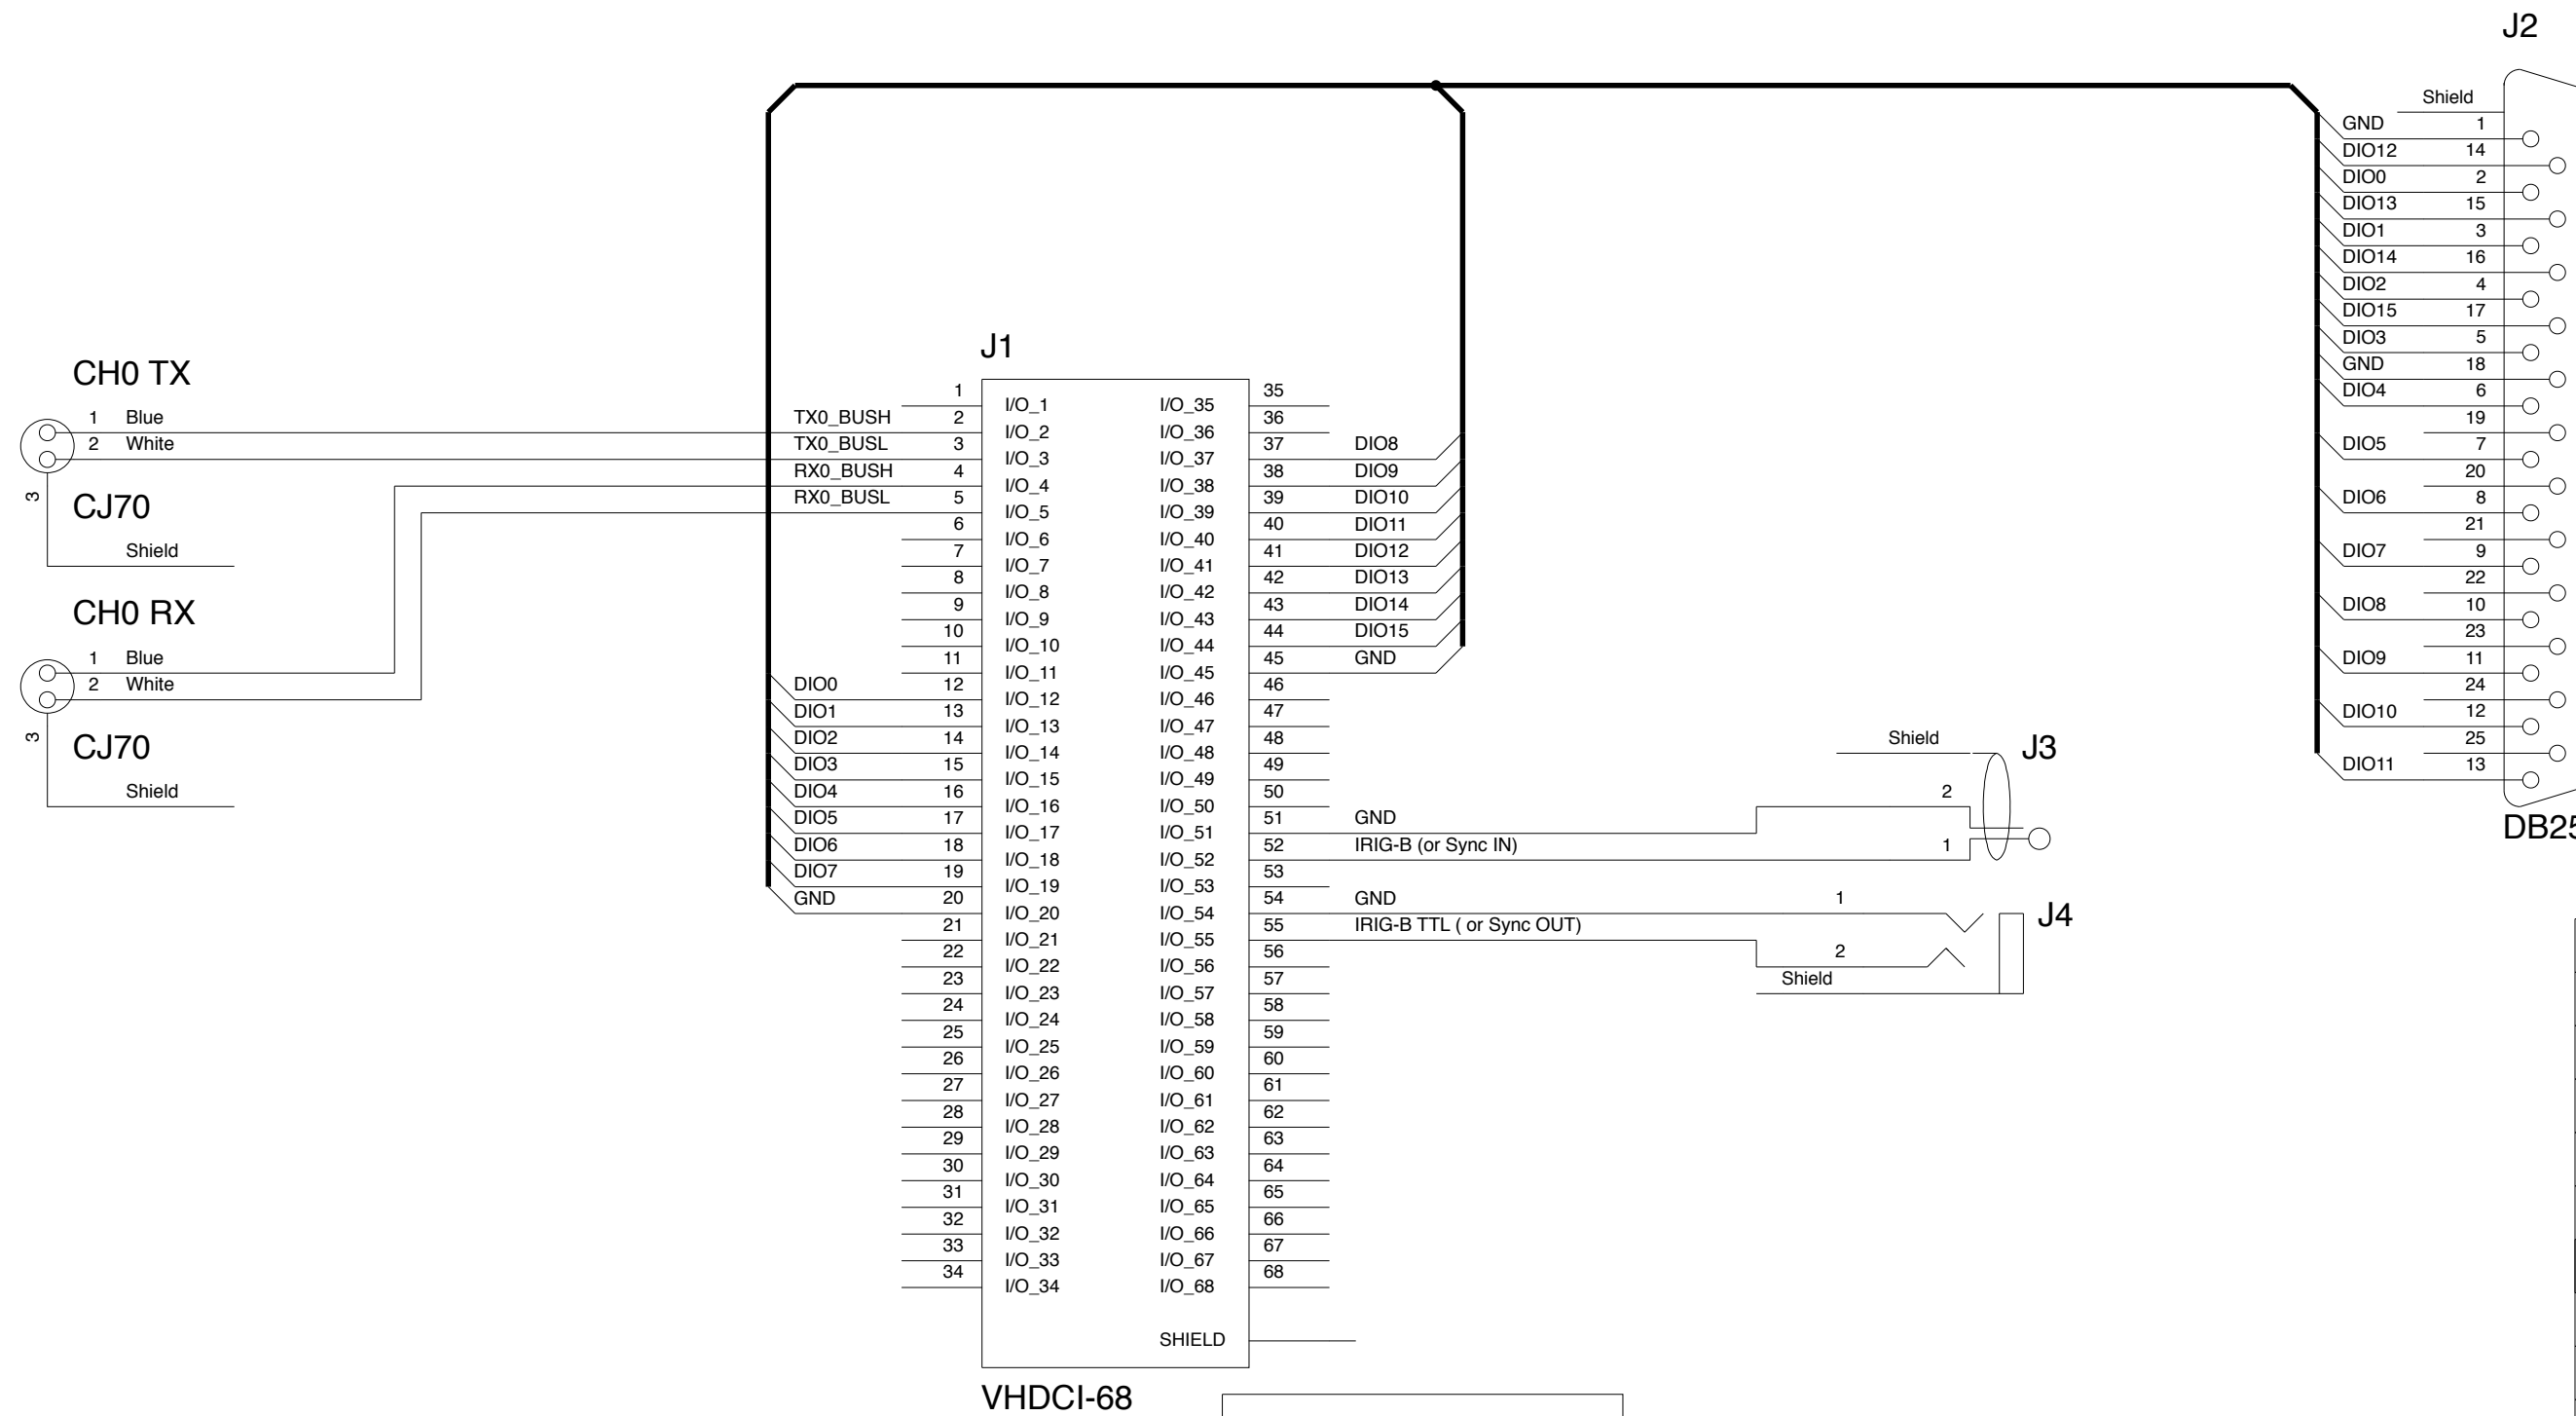 J2
Shield
GND 1
DIO12 14
DIO0 2
DIO13 15
DIO1 3
DIO14 16
DIO2 4
DIO15 17
DIO3 5
GND 18
DIO4 6
19
DIO5 7
20
DIO6 8
21
DIO7 9
22
DIO8 10
23
DIO9 11
24
DIO10 12
25
DIO11 13
CH0 TX
1 Blue
2 White
3
CJ70
Shield
CH0 RX
1 Blue
2 White
3
CJ70
Shield
J1
1 I/O_1 I/O_35 35
TX0_BUSH 2 I/O_2 I/O_36 36
TX0_BUSL 3 I/O_3 I/O_37 37 DIO8
RX0_BUSH 4 I/O_4 I/O_38 38 DIO9
RX0_BUSL 5 I/O_5 I/O_39 39 DIO10
6 I/O_6 I/O_40 40 DIO11
7 I/O_7 I/O_41 41 DIO12
8 I/O_8 I/O_42 42 DIO13
9 I/O_9 I/O_43 43 DIO14
10 I/O_10 I/O_44 44 DIO15
11 I/O_11 I/O_45 45 GND
DIO0 12 I/O_12 I/O_46 46
DIO1 13 I/O_13 I/O_47 47
DIO2 14 I/O_14 I/O_48 48
DIO3 15 I/O_15 I/O_49 49
DIO4 16 I/O_16 I/O_50 50
DIO5 17 I/O_17 I/O_51 51 GND
DIO6 18 I/O_18 I/O_52 52 IRIG-B (or Sync IN)
DIO7 19 I/O_19 I/O_53 53
GND 20 I/O_20 I/O_54 54 GND
21 I/O_21 I/O_55 55 IRIG-B TTL ( or Sync OUT)
22 I/O_22 I/O_56 56
23 I/O_23 I/O_57 57
24 I/O_24 I/O_58 58
25 I/O_25 I/O_59 59
26 I/O_26 I/O_60 60
27 I/O_27 I/O_61 61
28 I/O_28 I/O_62 62
29 I/O_29 I/O_63 63
30 I/O_30 I/O_64 64
31 I/O_31 I/O_65 65
32 I/O_32 I/O_66 66
33 I/O_33 I/O_67 67
34 I/O_34 I/O_68 68
SHIELD
VHDCI-68
Shield J3
2
1
1 J4
2
Shield
DB25